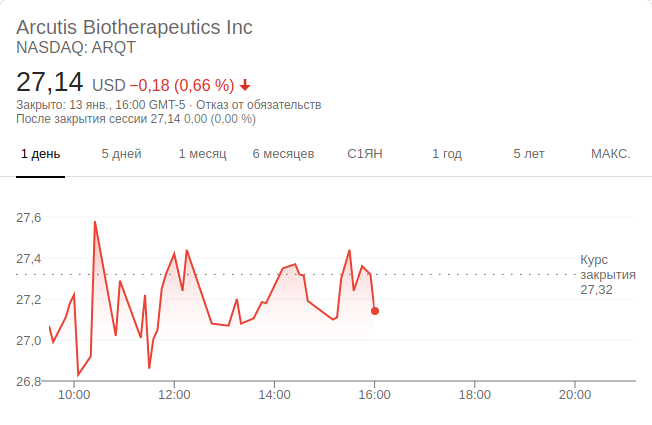 Arcutis Biotherapeutics Inc
NASDAQ: ARQT
27,14 USD −0,18 (0,66 %)
Закрыто: 13 янв., 16:00 GMT-5 · Отказ от обязательств
После закрытия сессии 27,14 0,00 (0,00 %)
1 день 5 дней 1 месяц 6 месяцев С1ЯН 1 год 5 лет МАКС.
27,6
27,4
27,2
27,0
26,8
Курс
закрытия
27,32
10:00 12:00 14:00 16:00 18:00 20:00